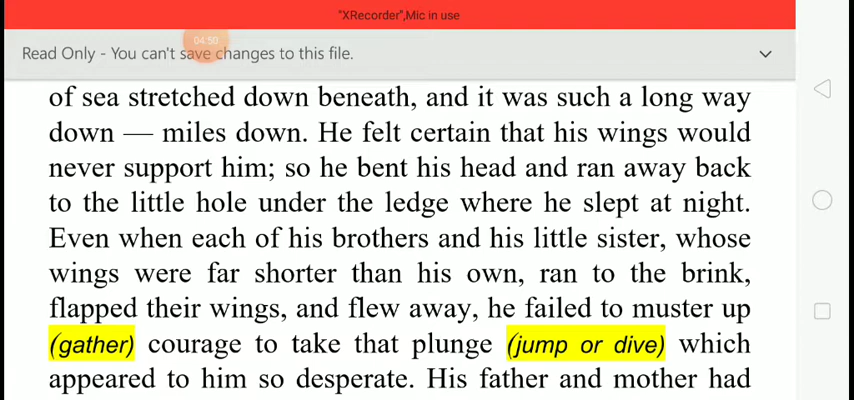 "XRecorder",Mic in use
04:50
Read Only - You can't save changes to this file.
of sea stretched down beneath, and it was such a long way
down — miles down. He felt certain that his wings would
never support him; so he bent his head and ran away back
to the little hole under the ledge where he slept at night.
Even when each of his brothers and his little sister, whose
wings were far shorter than his own, ran to the brink,
flapped their wings, and flew away, he failed to muster up
(gather) courage to take that plunge (jump or dive) which
appeared to him so desperate. His father and mother had